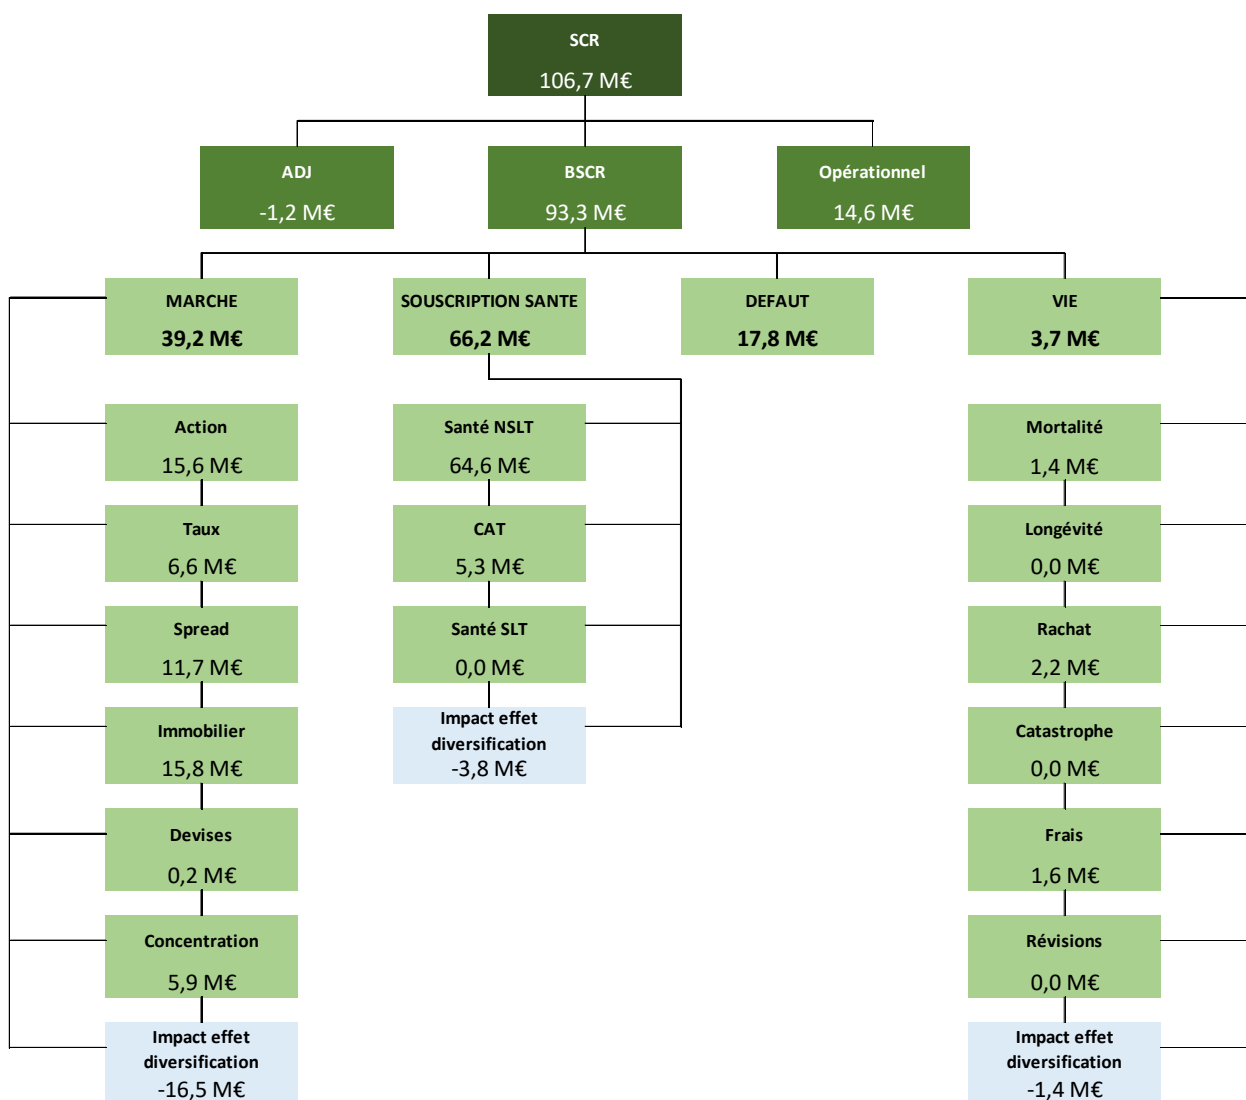 SCR
106,7 M€
ADJ
-1,2 M€
BSCR
93,3 M€
Opérationnel
14,6 M€
MARCHE
39,2 M€
SOUSCRIPTION SANTE
66,2 M€
DEFAUT
17,8 M€
VIE
3,7 M€
Action
15,6 M€
Taux
6,6 M€
Spread
11,7 M€
Immobilier
15,8 M€
Devises
0,2 M€
Concentration
5,9 M€
Impact effet
diversification
-16,5 M€
Santé NSLT
64,6 M€
CAT
5,3 M€
Santé SLT
0,0 M€
Impact effet
diversification
-3,8 M€
Mortalité
1,4 M€
Longévité
0,0 M€
Rachat
2,2 M€
Catastrophe
0,0 M€
Frais
1,6 M€
Révisions
0,0 M€
Impact effet
diversification
-1,4 M€